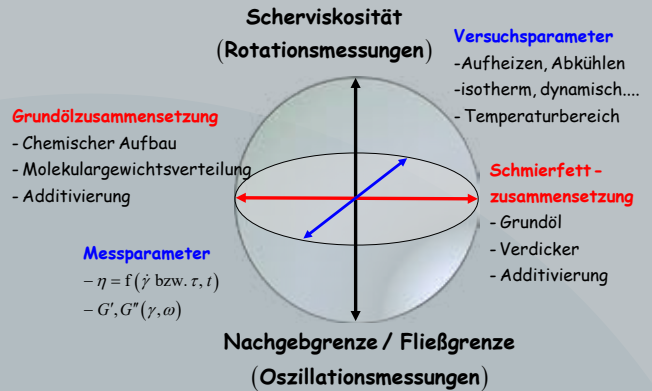 Scherviskosität
(Rotationsmessungen)
Versuchsparameter
-Aufheizen, Abkühlen
-isotherm, dynamisch....
- Temperaturbereich
Grundölzusammensetzung
- Chemischer Aufbau
- Molekulargewichtsverteilung
- Additivierung
Schmierfett -
zusammensetzung
- Grundöl
- Verdicker
- Additivierung
Messparameter
– η = f(γ̇ bzw. τ, t)
– G′, G″(γ, ω)
Nachgebgrenze / Fließgrenze
(Oszillationsmessungen)